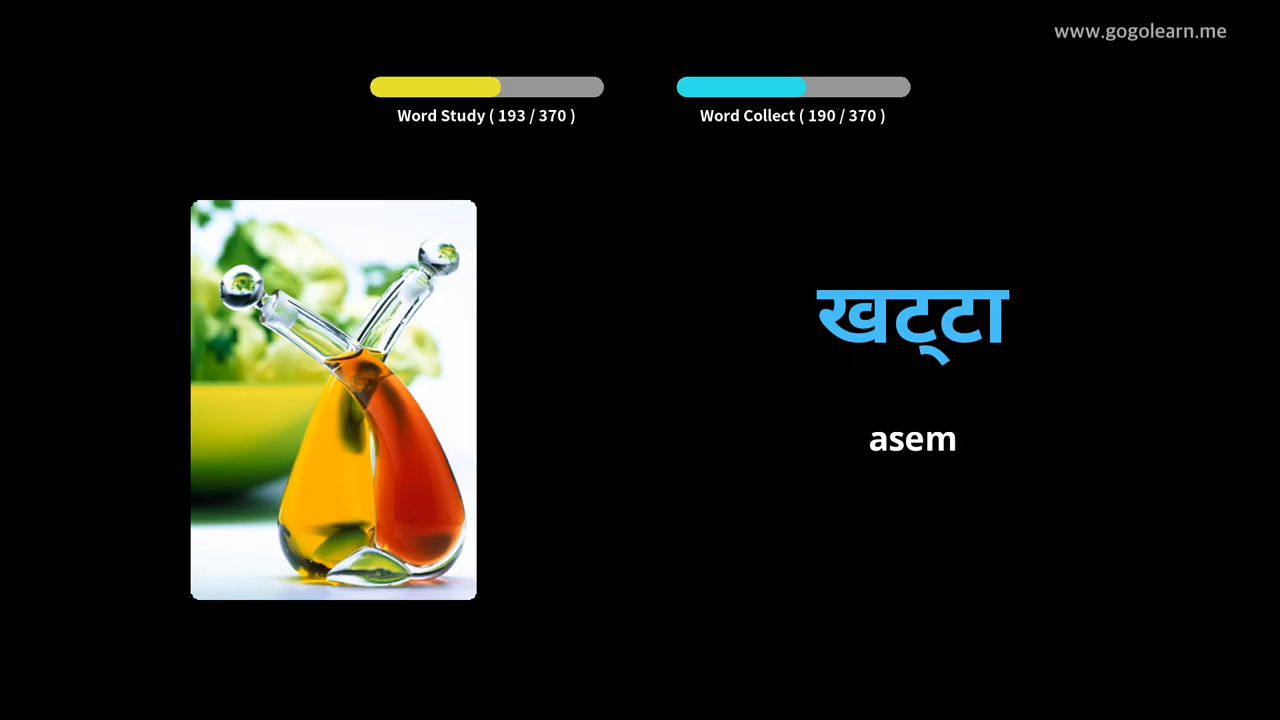 www.gogolearn.me
Word Study ( 193 / 370 )
Word Collect ( 190 / 370 )
खट्टा
asem